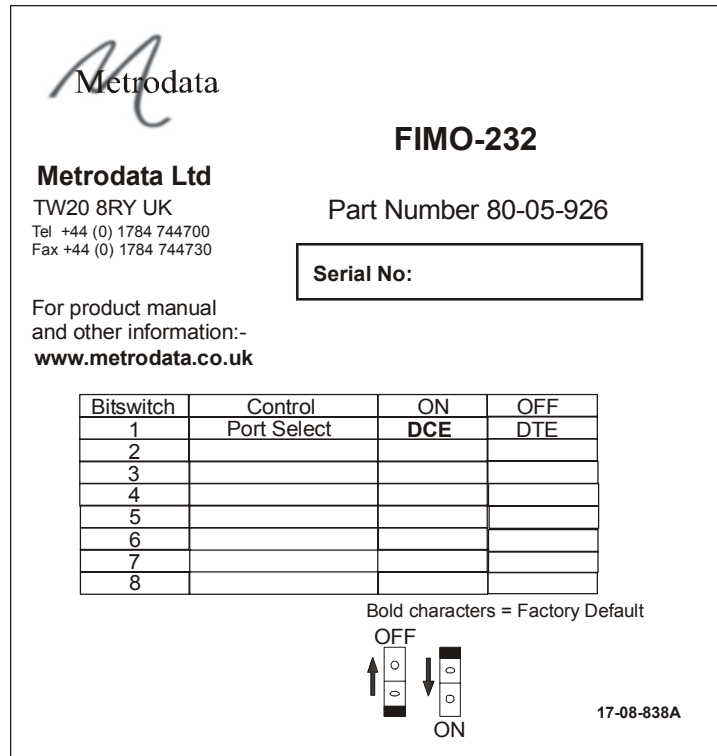 Metrodata
FIMO-232
Metrodata Ltd
TW20 8RY UK
Tel +44 (0) 1784 744700
Fax +44 (0) 1784 744730
Part Number 80-05-926
Serial No:
For product manual
and other information:-
www.metrodata.co.uk
Bitswitch Control ON OFF
1 Port Select DCE DTE
2
3
4
5
6
7
8
Bold characters = Factory Default
OFF
ON
17-08-838A